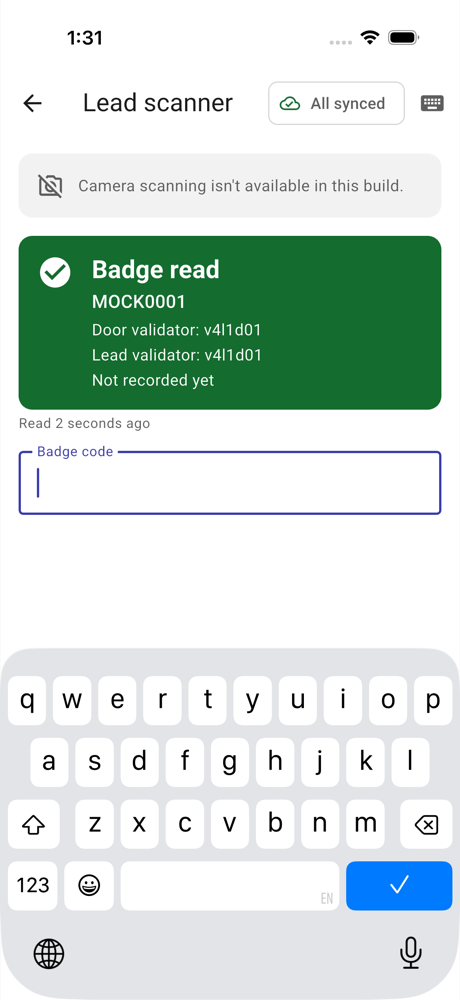 1:31
Lead scanner
All synced
Camera scanning isn't available in this build.
Badge read
MOCK0001
Door validator: v4l1d01
Lead validator: v4l1d01
Not recorded yet
Read 2 seconds ago
Badge code
q w e r t y u i o p
a s d f g h j k l
z x c v b n m
123
EN